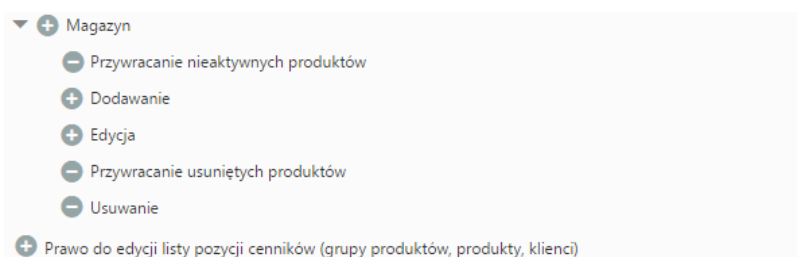 Magazyn
Przywracanie nieaktywnych produktów
Dodawanie
Edycja
Przywracanie usuniętych produktów
Usuwanie
Prawo do edycji listy pozycji cenników (grupy produktów, produkty, klienci)